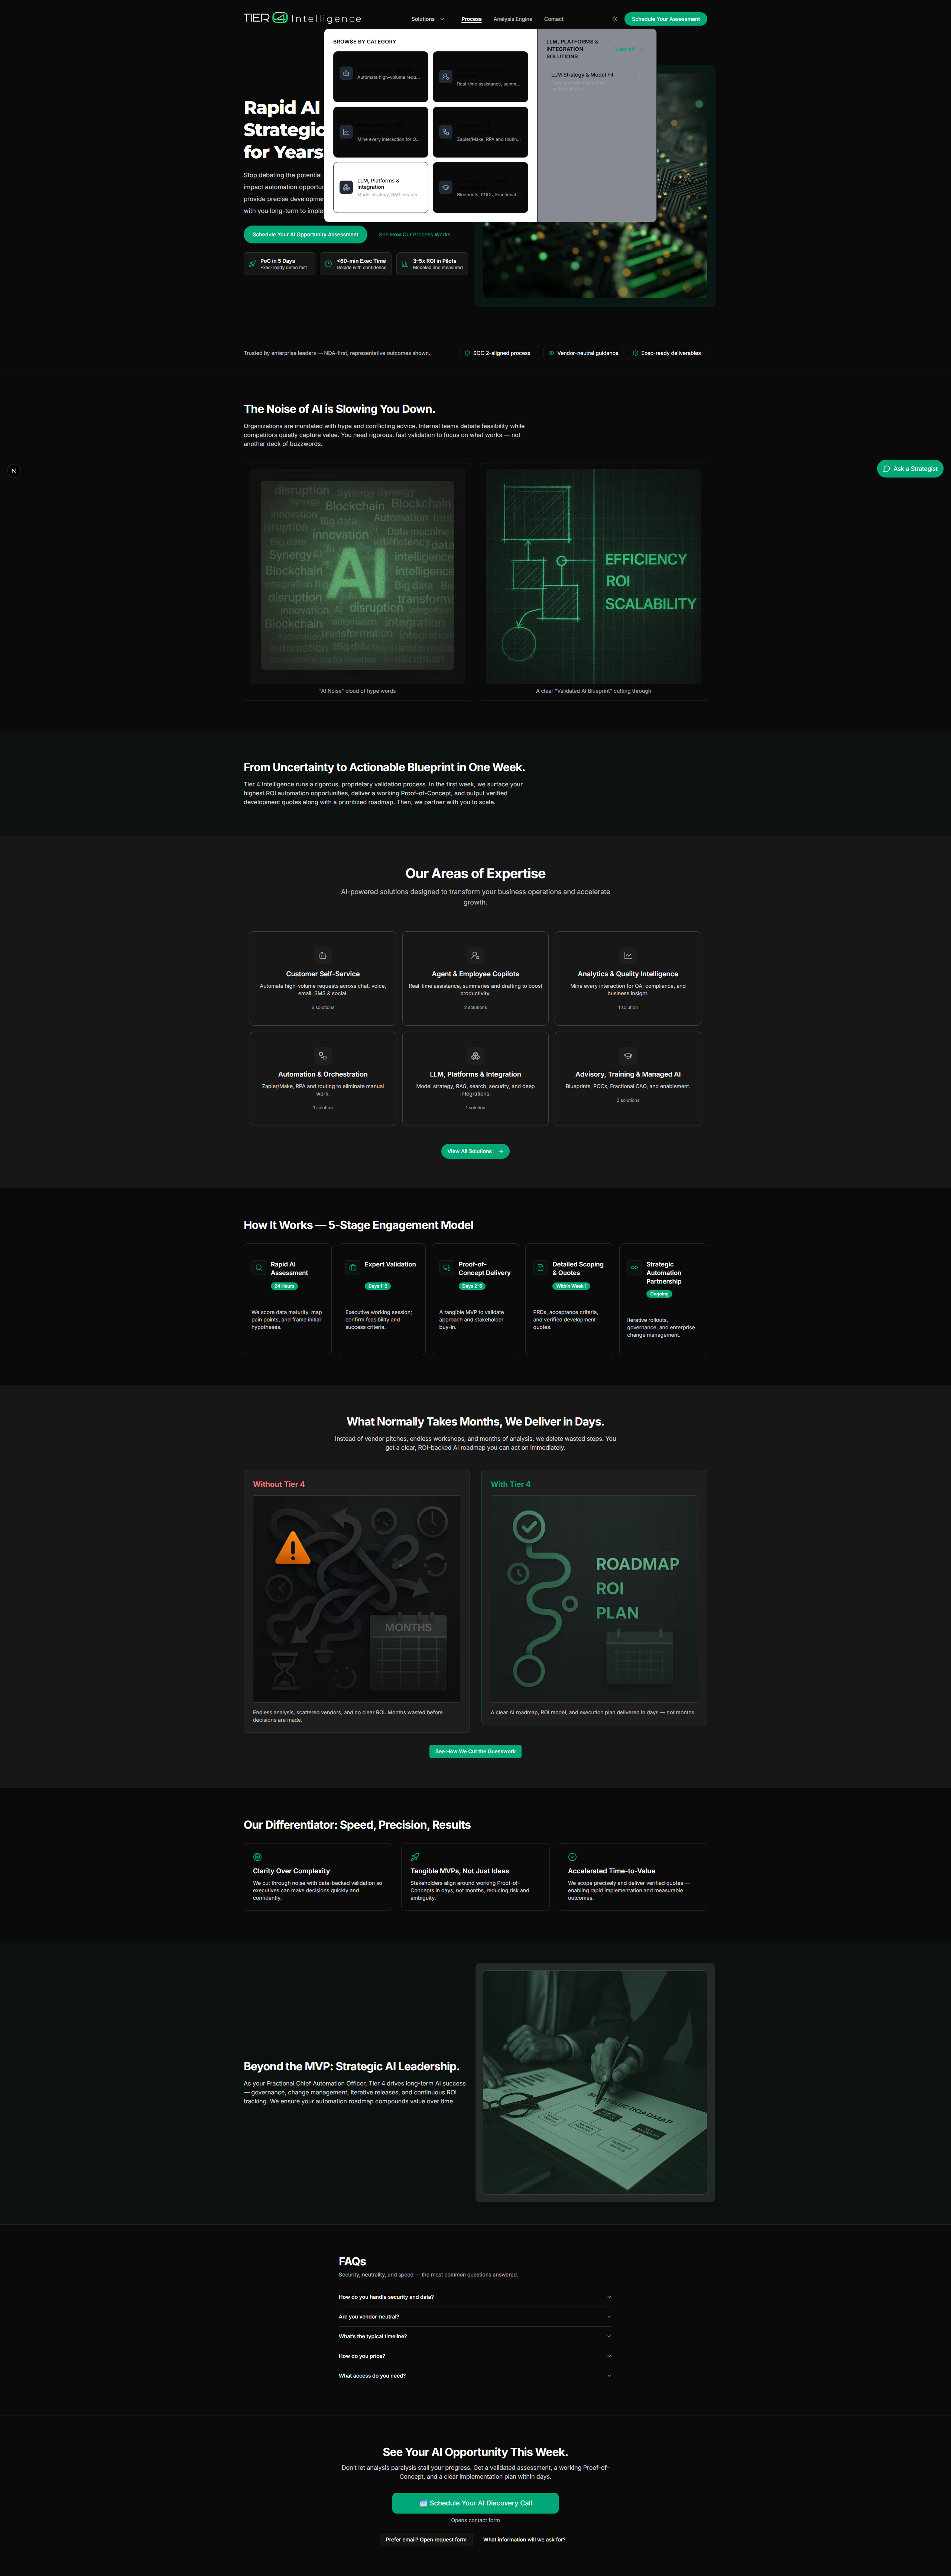 TIER 4 Intelligence
Solutions
Process
Analysis Engine
Contact
Schedule Your Assessment
BROWSE BY CATEGORY
Automate high-volume requ...
Real-time assistance, summ...
Mine every interaction for Q...
Zapier/Make, RPA and routin...
LLM, Platforms &
Integration
Model strategy, RAG, search...
Blueprints, POCs, Fractional ...
LLM, PLATFORMS &
INTEGRATION
SOLUTIONS
View all
LLM Strategy & Model Fit
Rapid AI
Strategic
for Years
Stop debating the potential
impact automation opportun
provide precise developmen
with you long-term to imple
Schedule Your AI Opportunity Assessment
See How Our Process Works
PoC in 5 Days
Exec-ready demo fast
<60-min Exec Time
Decide with confidence
3–5x ROI in Pilots
Modeled and measured
Trusted by enterprise leaders — NDA-first, representative outcomes shown.
SOC 2-aligned process
Vendor-neutral guidance
Exec-ready deliverables
The Noise of AI is Slowing You Down.
Organizations are inundated with hype and conflicting advice. Internal teams debate feasibility while
competitors quietly capture value. You need rigorous, fast validation to focus on what works — not
another deck of buzzwords.
Ask a Strategist
AI
EFFICIENCY
ROI
SCALABILITY
"AI Noise" cloud of hype words
A clear "Validated AI Blueprint" cutting through
From Uncertainty to Actionable Blueprint in One Week.
Tier 4 Intelligence runs a rigorous, proprietary validation process. In the first week, we surface your
highest ROI automation opportunities, deliver a working Proof-of-Concept, and output verified
development quotes along with a prioritized roadmap. Then, we partner with you to scale.
Our Areas of Expertise
AI-powered solutions designed to transform your business operations and accelerate
growth.
Customer Self-Service
Automate high-volume requests across chat, voice,
email, SMS & social.
6 solutions
Agent & Employee Copilots
Real-time assistance, summaries and drafting to boost
productivity.
2 solutions
Analytics & Quality Intelligence
Mine every interaction for QA, compliance, and
business insight.
1 solution
Automation & Orchestration
Zapier/Make, RPA and routing to eliminate manual
work.
1 solution
LLM, Platforms & Integration
Model strategy, RAG, search, security, and deep
integrations.
1 solution
Advisory, Training & Managed AI
Blueprints, POCs, Fractional CAO, and enablement.
3 solutions
View All Solutions
How It Works — 5-Stage Engagement Model
Rapid AI
Assessment
24 Hours
We score data maturity, map
pain points, and frame initial
hypotheses.
Expert Validation
Days 1–3
Executive working session;
confirm feasibility and
success criteria.
Proof-of-
Concept Delivery
Days 3–5
A tangible MVP to validate
approach and stakeholder
buy-in.
Detailed Scoping
& Quotes
Within Week 1
PRDs, acceptance criteria,
and verified development
quotes.
Strategic
Automation
Partnership
Ongoing
Iterative rollouts,
governance, and enterprise
change management.
What Normally Takes Months, We Deliver in Days.
Instead of vendor pitches, endless workshops, and months of analysis, we delete wasted steps. You
get a clear, ROI-backed AI roadmap you can act on immediately.
Without Tier 4
MONTHS
Endless analysis, scattered vendors, and no clear ROI. Months wasted before
decisions are made.
With Tier 4
ROADMAP
ROI
PLAN
A clear AI roadmap, ROI model, and execution plan delivered in days — not months.
See How We Cut the Guesswork
Our Differentiator: Speed, Precision, Results
Clarity Over Complexity
We cut through noise with data-backed validation so
executives can make decisions quickly and
confidently.
Tangible MVPs, Not Just Ideas
Stakeholders align around working Proof-of-
Concepts in days, not months, reducing risk and
ambiguity.
Accelerated Time-to-Value
We scope precisely and deliver verified quotes —
enabling rapid implementation and measurable
outcomes.
Beyond the MVP: Strategic AI Leadership.
As your Fractional Chief Automation Officer, Tier 4 drives long-term AI success
— governance, change management, iterative releases, and continuous ROI
tracking. We ensure your automation roadmap compounds value over time.
STRATEGIC ROADMAP
FAQs
Security, neutrality, and speed — the most common questions answered.
How do you handle security and data?
Are you vendor-neutral?
What's the typical timeline?
How do you price?
What access do you need?
See Your AI Opportunity This Week.
Don't let analysis paralysis stall your progress. Get a validated assessment, a working Proof-of-
Concept, and a clear implementation plan within days.
Schedule Your AI Discovery Call
Opens contact form
Prefer email? Open request form
What information will we ask for?